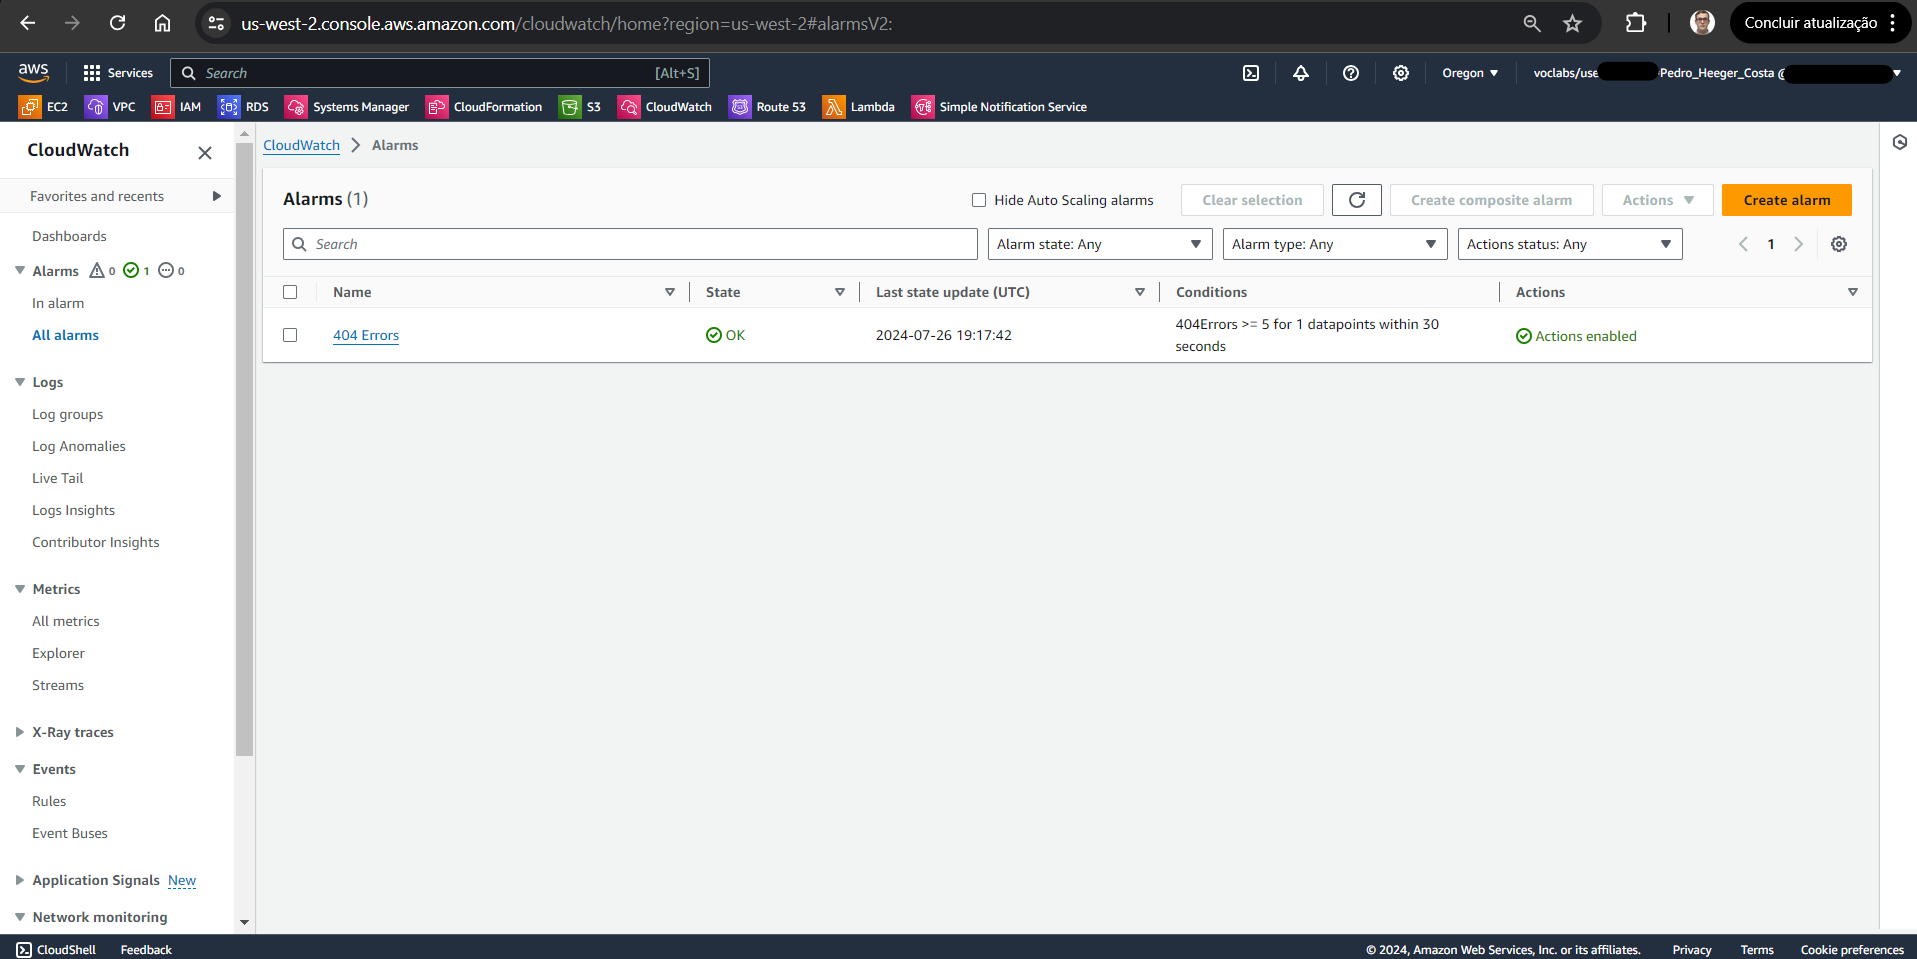 us-west-2.console.aws.amazon.com/cloudwatch/home?region=us-west-2#alarmsV2:
Concluir atualização
aws
Services
Search
[Alt+S]
Oregon
voclabs/use
Pedro_Heeger_Costa @
EC2
VPC
IAM
RDS
Systems Manager
CloudFormation
S3
CloudWatch
Route 53
Lambda
Simple Notification Service
CloudWatch
Favorites and recents
Dashboards
Alarms 0 1 0
In alarm
All alarms
Logs
Log groups
Log Anomalies
Live Tail
Logs Insights
Contributor Insights
Metrics
All metrics
Explorer
Streams
X-Ray traces
Events
Rules
Event Buses
Application Signals New
Network monitoring
CloudWatch
Alarms
Alarms (1)
Hide Auto Scaling alarms
Clear selection
Create composite alarm
Actions
Create alarm
Search
Alarm state: Any
Alarm type: Any
Actions status: Any
1
Name
State
Last state update (UTC)
Conditions
Actions
404 Errors
OK
2024-07-26 19:17:42
404Errors >= 5 for 1 datapoints within 30
seconds
Actions enabled
CloudShell
Feedback
© 2024, Amazon Web Services, Inc. or its affiliates.
Privacy
Terms
Cookie preferences